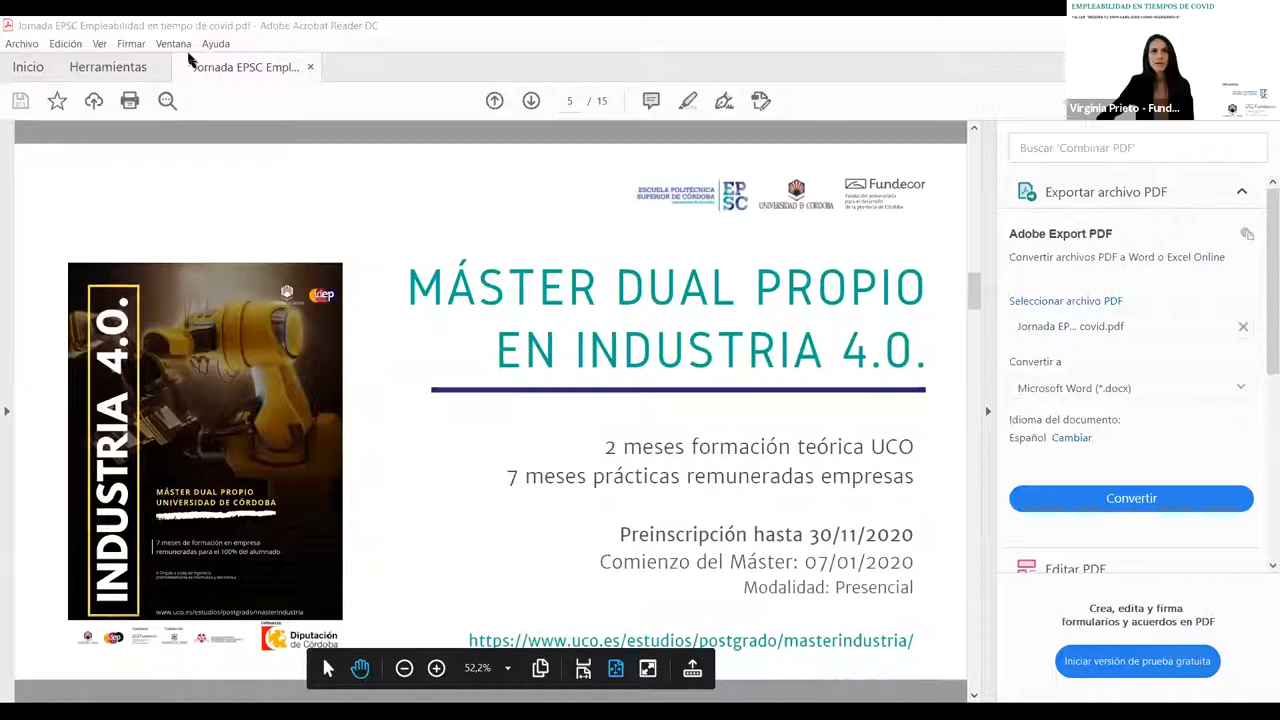 Jornada EPSC Empleabilidad en tiempo de covid.pdf - Adobe Acrobat Reader DC
Archivo Edición Ver Firmar Ventana Ayuda
Inicio Herramientas Jornada EPSC Empl... ×
5 / 15
EMPLEABILIDAD EN TIEMPOS DE COVID
Virginia Prieto - Fund...
Buscar 'Combinar PDF'
Exportar archivo PDF
Adobe Export PDF
Convertir archivos PDF a Word o Excel Online
Seleccionar archivo PDF
Jornada EP... covid.pdf
Convertir a
Microsoft Word (*.docx)
Idioma del documento:
Español Cambiar
Convertir
Editar PDF
Crea, edita y firma
formularios y acuerdos en PDF
Iniciar versión de prueba gratuita
ESCUELA POLITÉCNICA
SUPERIOR DE CÓRDOBA
EPSC
UNIVERSIDAD DE CÓRDOBA
Fundecor
MÁSTER DUAL PROPIO
EN INDUSTRIA 4.0.
2 meses formación teórica UCO
7 meses prácticas remuneradas empresas
Preinscripción hasta 30/11/2020
Modalidad: Presencial
https://www.uco.es/estudios/postgrado/masterindustria/
INDUSTRIA 4.0.
idep
MÁSTER DUAL PROPIO
UNIVERSIDAD DE CÓRDOBA
7 meses de formación en empresa
remuneradas para el 100% del alumnado
www.uco.es/estudios/postgrado/masterindustria
Diputación
de Córdoba
52,2%